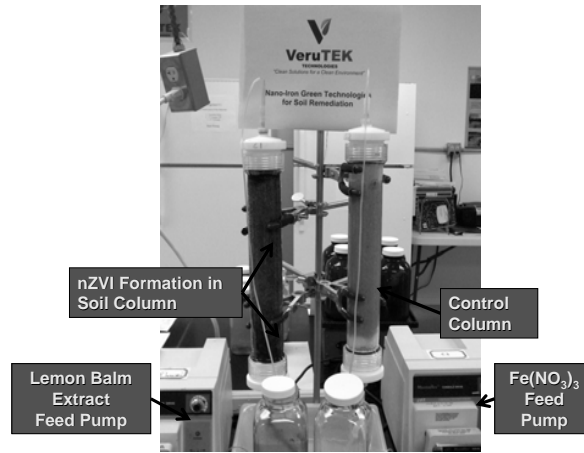 VeruTEK
TECHNOLOGIES
"Clean Solutions for a Clean Environment"
Nano-Iron Green Technologies
for Soil Remediation
nZVI Formation in
Soil Column
Control
Column
Lemon Balm
Extract
Feed Pump
Fe(NO3)3
Feed
Pump